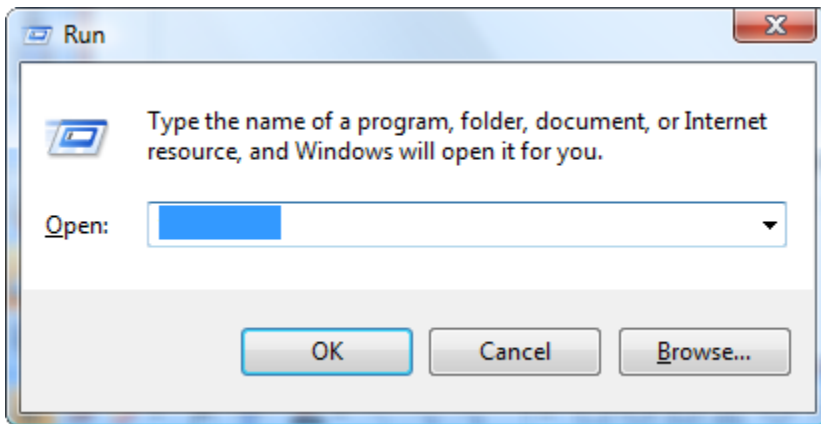 Run
Type the name of a program, folder, document, or Internet
resource, and Windows will open it for you.
Open:
OK Cancel Browse...